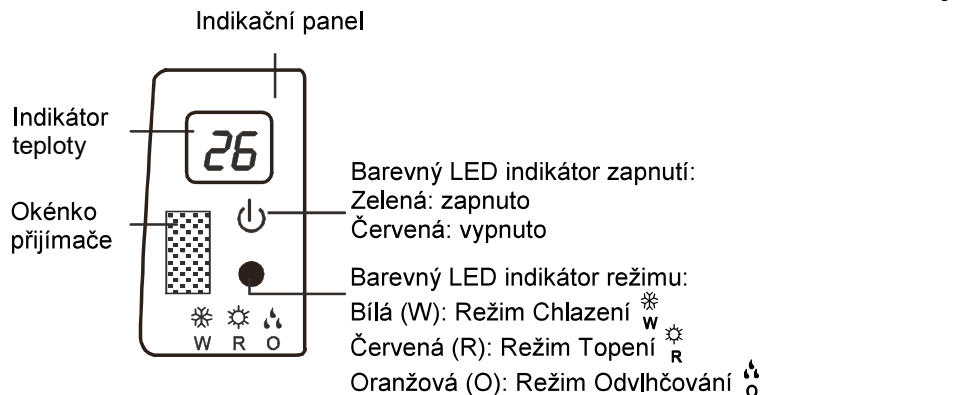 Indikační panel
Indikátor
teploty
26
Okénko
přijímače
Barevný LED indikátor zapnutí:
Zelená: zapnuto
Červená: vypnuto
Barevný LED indikátor režimu:
Bílá (W): Režim Chlazení W
Červená (R): Režim Topení R
Oranžová (O): Režim Odvlhčování O
W R O